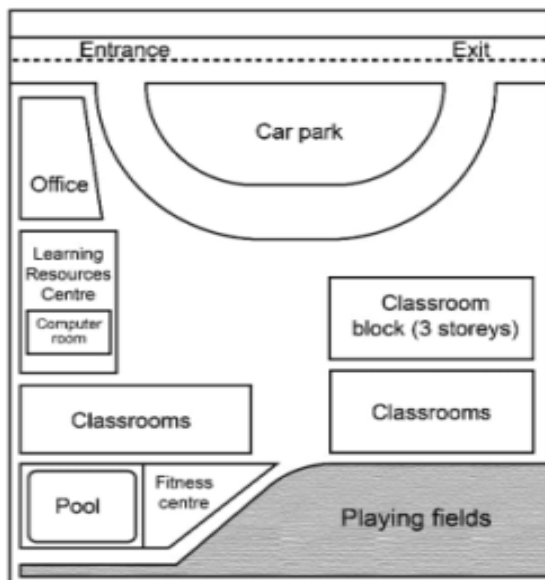 Entrance
Exit
Car park
Office
Learning
Resources
Centre
Computer
room
Classroom
block (3 storeys)
Classrooms
Classrooms
Pool
Fitness
centre
Playing fields